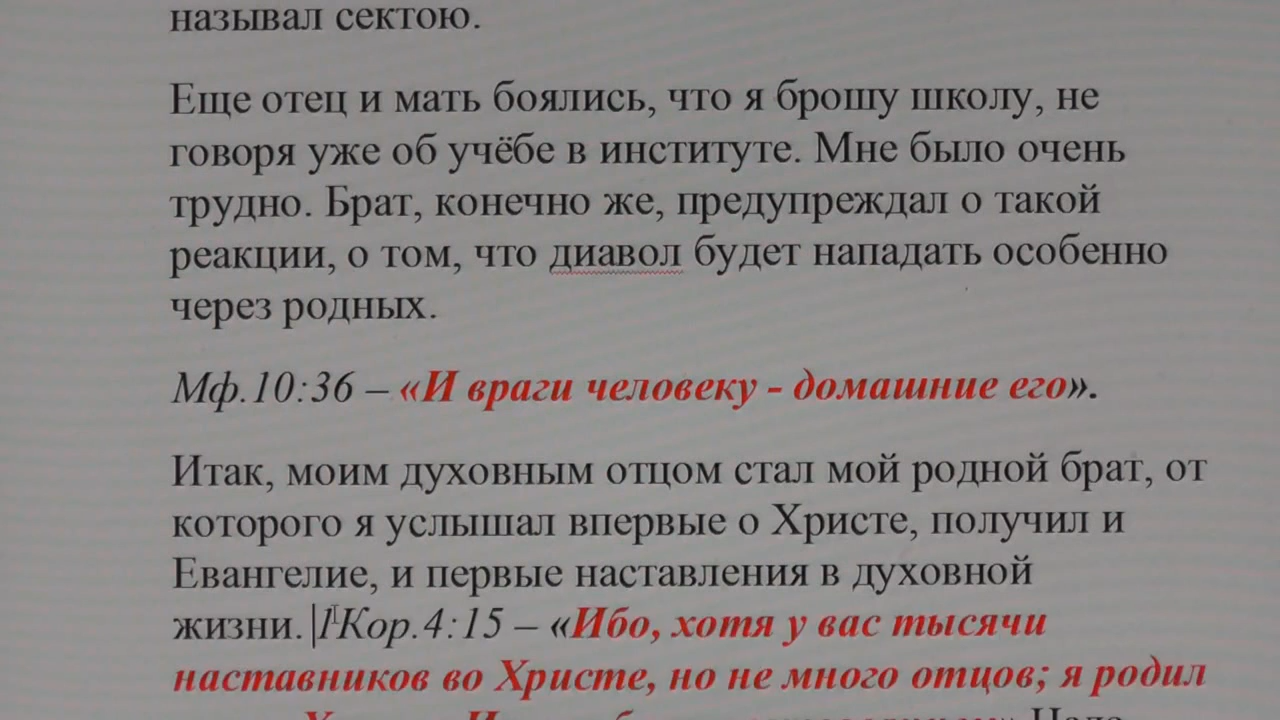 называл сектою.
Еще отец и мать боялись, что я брошу школу, не
говоря уже об учёбе в институте. Мне было очень
трудно. Брат, конечно же, предупреждал о такой
реакции, о том, что диавол будет нападать особенно
через родных.
Мф.10:36 – «И враги человеку - домашние его».
Итак, моим духовным отцом стал мой родной брат, от
которого я услышал впервые о Христе, получил и
Евангелие, и первые наставления в духовной
жизни. 1Кор.4:15 – «Ибо, хотя у вас тысячи
наставников во Христе, но не много отцов; я родил